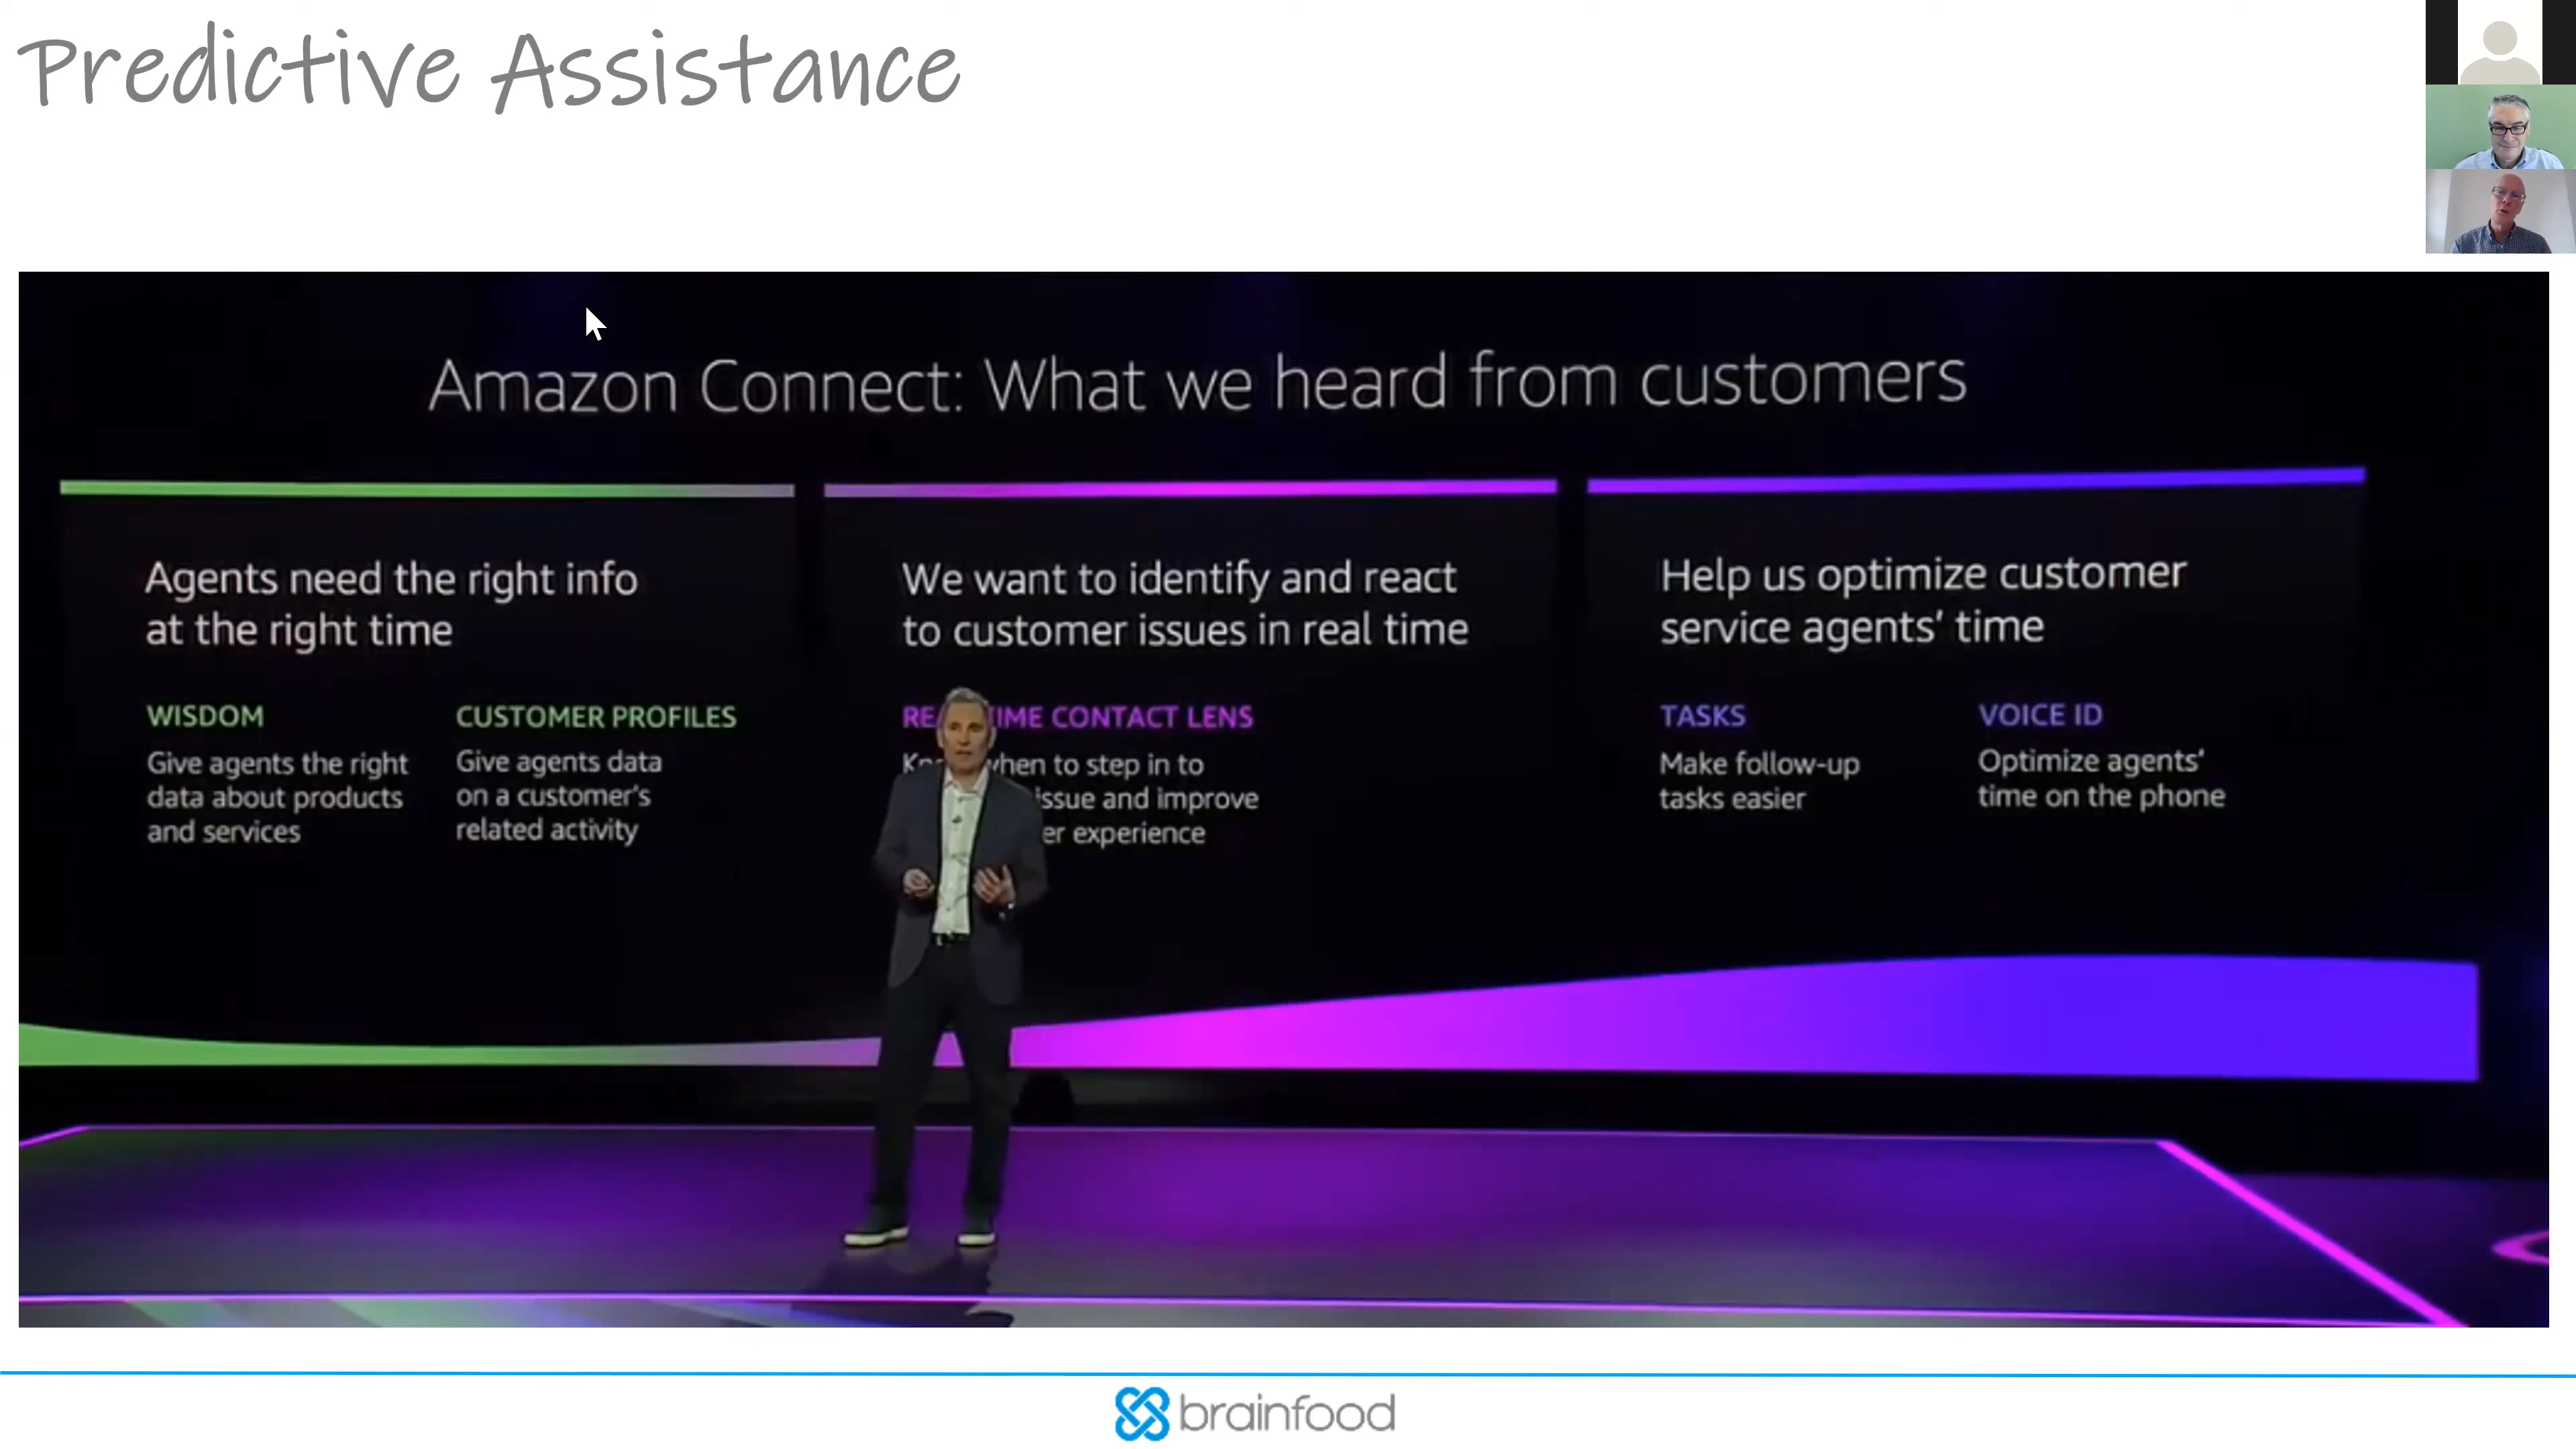 Predictive Assistance
Amazon Connect: What we heard from customers
Agents need the right info
at the right time
WISDOM
Give agents the right
data about products
and services
CUSTOMER PROFILES
Give agents data
on a customer's
related activity
We want to identify and react
to customer issues in real time
CONTACT LENS
when to step in to
issue and improve
experience
Help us optimize customer
service agents' time
TASKS
Make follow-up
tasks easier
VOICE ID
Optimize agents'
time on the phone
brainfood